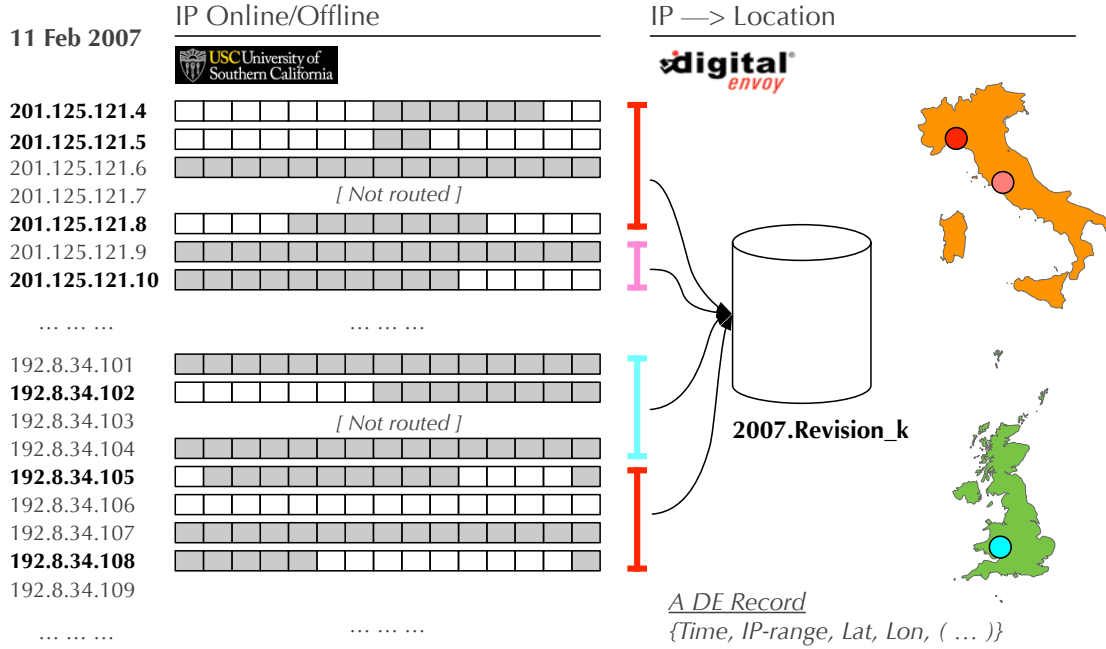 11 Feb 2007
IP Online/Offline
IP —> Location
USC University of
Southern California
digital®
envoy
201.125.121.4
201.125.121.5
201.125.121.6
201.125.121.7
[ Not routed ]
201.125.121.8
201.125.121.9
201.125.121.10
... ... ...
... ... ...
192.8.34.101
192.8.34.102
192.8.34.103
[ Not routed ]
192.8.34.104
192.8.34.105
192.8.34.106
192.8.34.107
192.8.34.108
192.8.34.109
... ... ...
... ... ...
2007.Revision_k
A DE Record
{Time, IP-range, Lat, Lon, ( ... )}